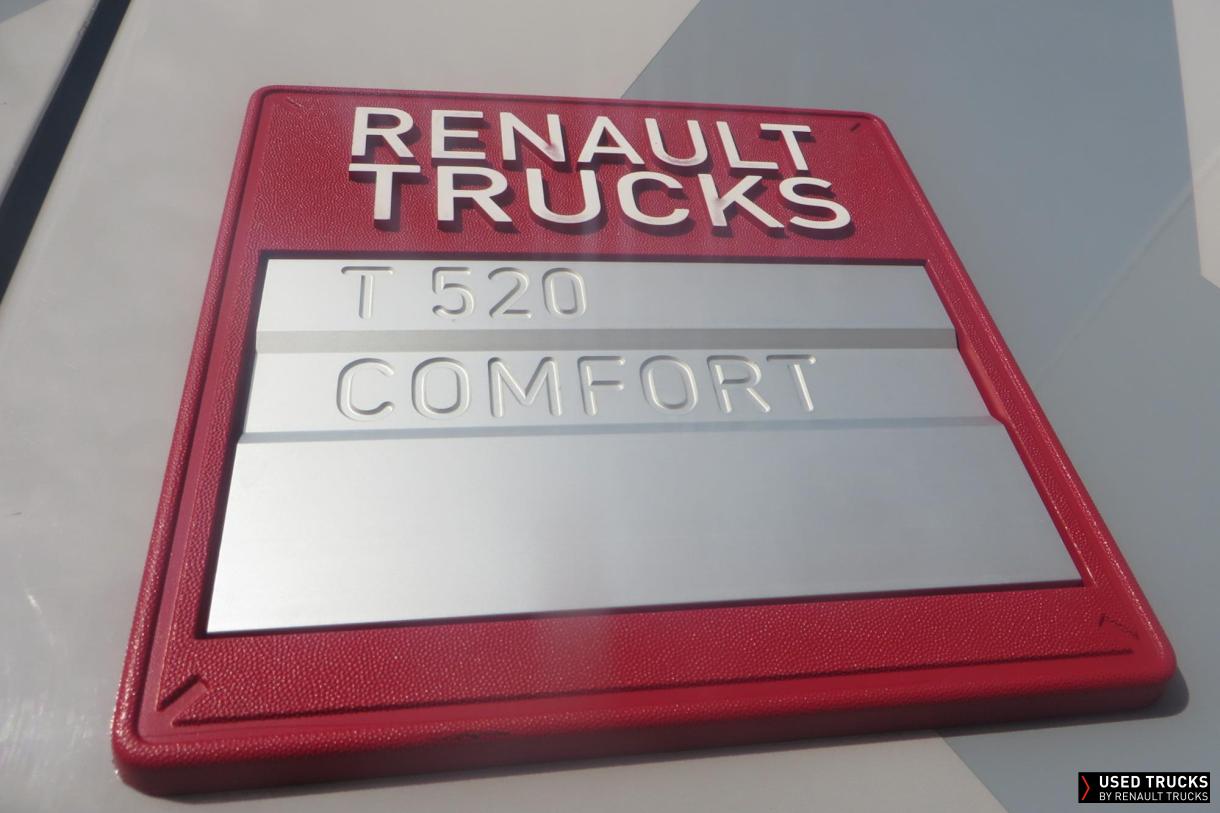 RENAULT
TRUCKS
T 520
COMFORT
USED TRUCKS
BY RENAULT TRUCKS